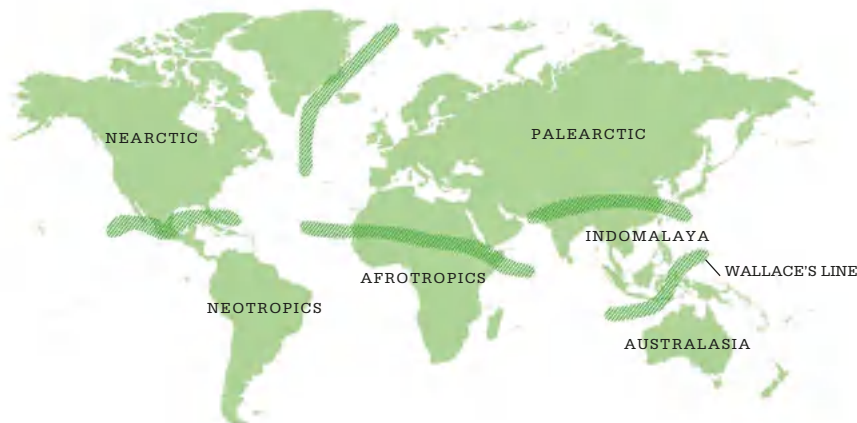 NEARCTIC
PALEARCTIC
INDOMALAYA
WALLACE'S LINE
AFROTROPICS
NEOTROPICS
AUSTRALASIA